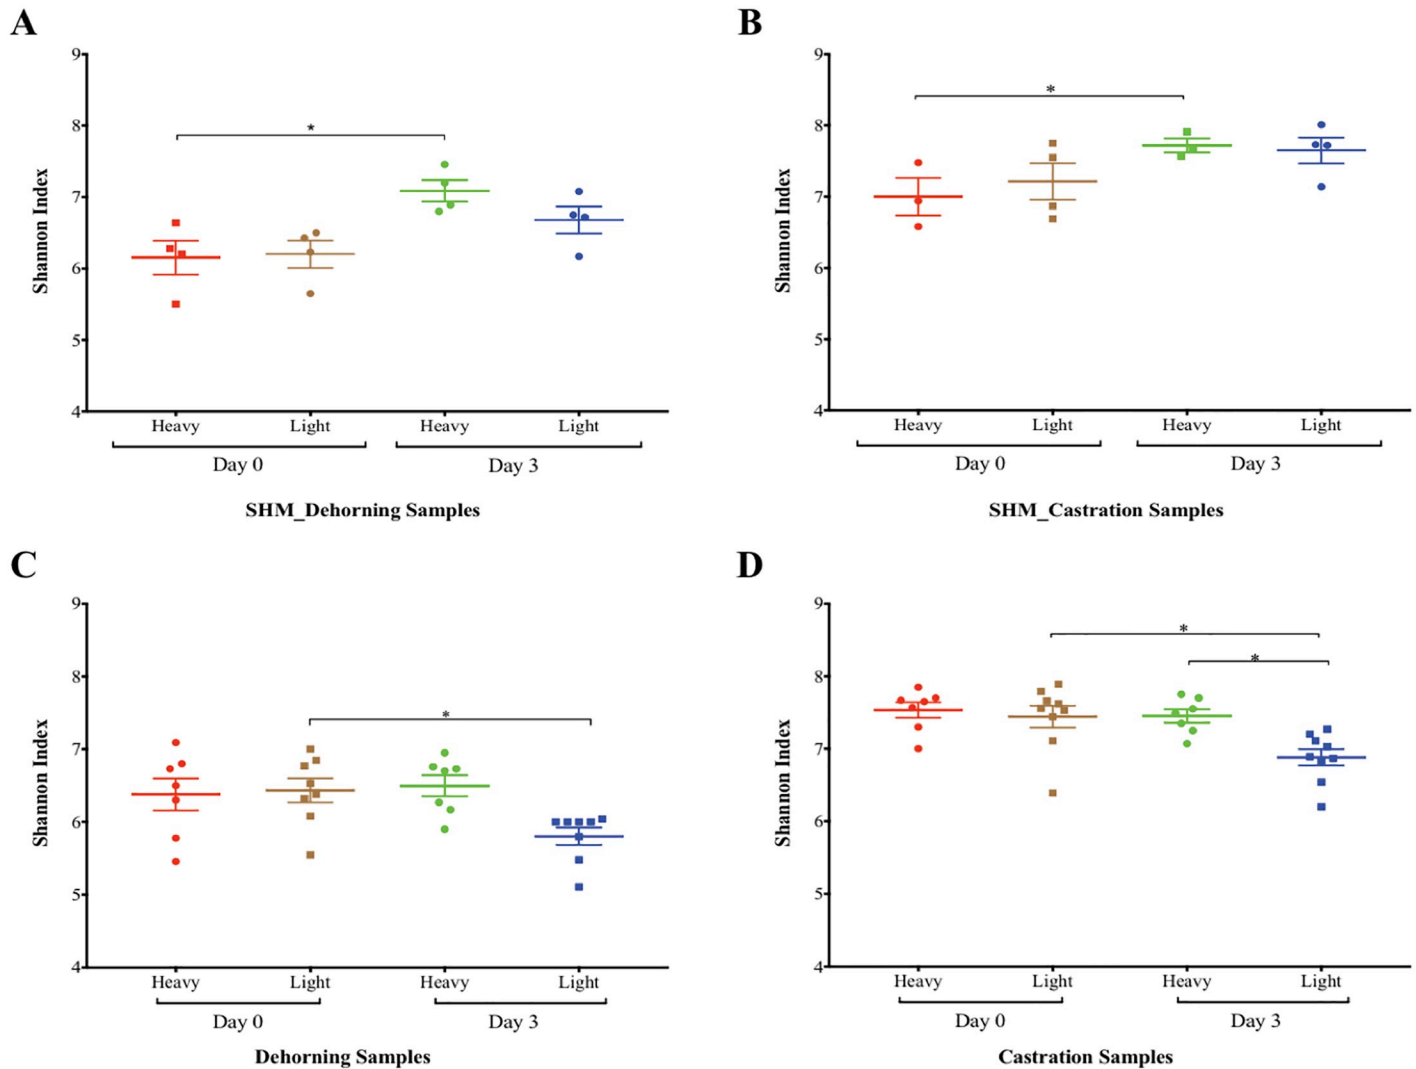 A
9
8
7
6
5
4
Shannon Index
*
Heavy Light Heavy Light
Day 0 Day 3
SHM_Dehorning Samples
B
9
8
7
6
5
4
Shannon Index
*
Heavy Light Heavy Light
Day 0 Day 3
SHM_Castration Samples
C
9
8
7
6
5
4
Shannon Index
*
Heavy Light Heavy Light
Day 0 Day 3
Dehorning Samples
D
9
8
7
6
5
4
Shannon Index
*
*
Heavy Light Heavy Light
Day 0 Day 3
Castration Samples